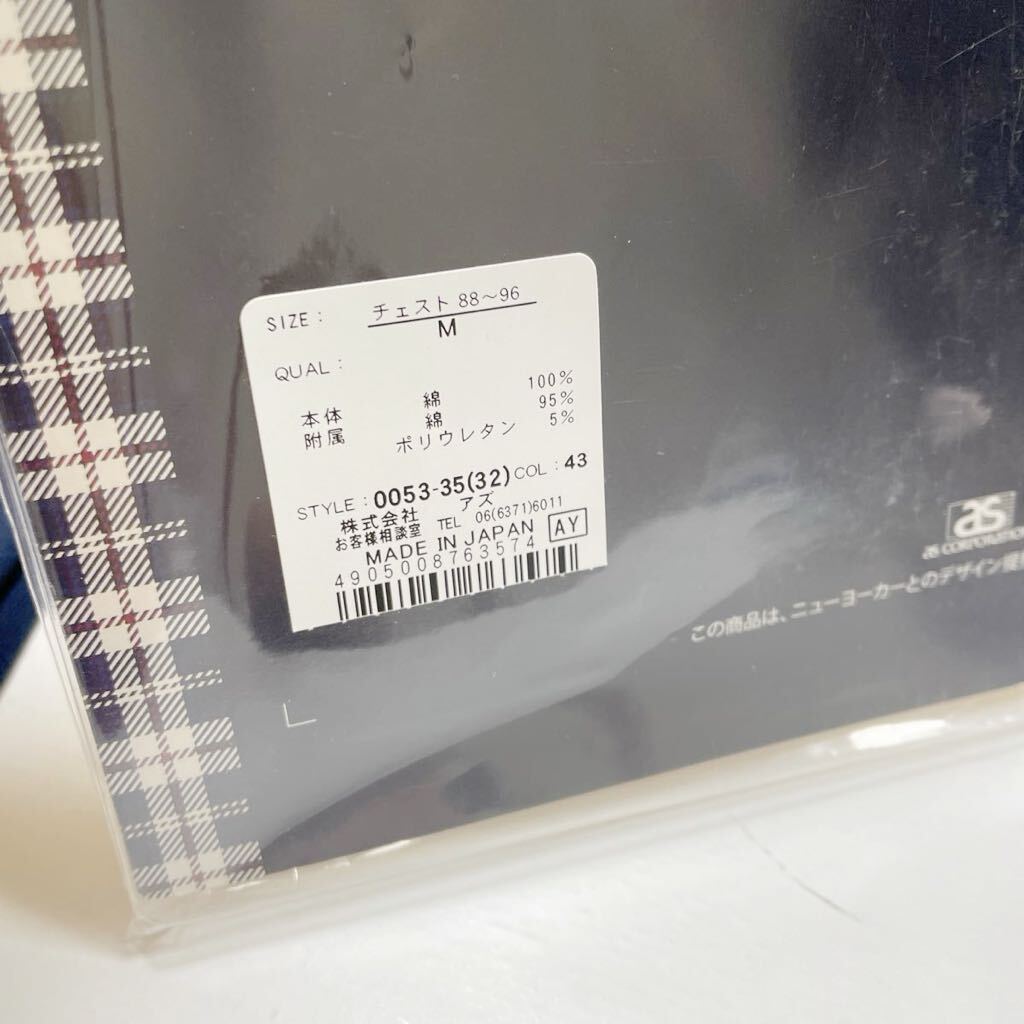 SIZE : チェスト 88～96
M
QUAL :
本体 綿 100%
附属 綿 95%
ポリウレタン 5%
STYLE : 0053-35(32) COL : 43
株式会社 アズ
お客様相談室 TEL 06(6371)6011
MADE IN JAPAN AY
4905008763574
as
as CORPORATION
この商品は、ニューヨーカーとのデザイン提